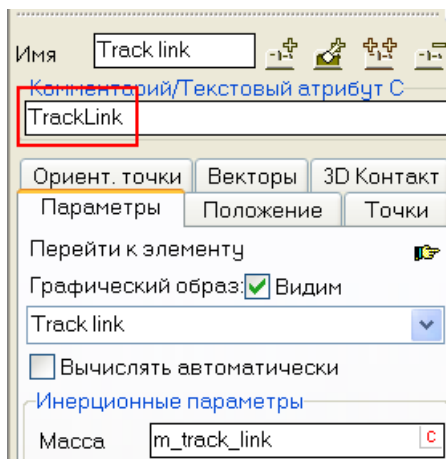 Имя Track link
Комментарий/Текстовый атрибут C
TrackLink
Ориент. точки Векторы 3D Контакт
Параметры Положение Точки
Перейти к элементу
Графический образ: Видим
Track link
Вычислять автоматически
Инерционные параметры
Масса m_track_link C